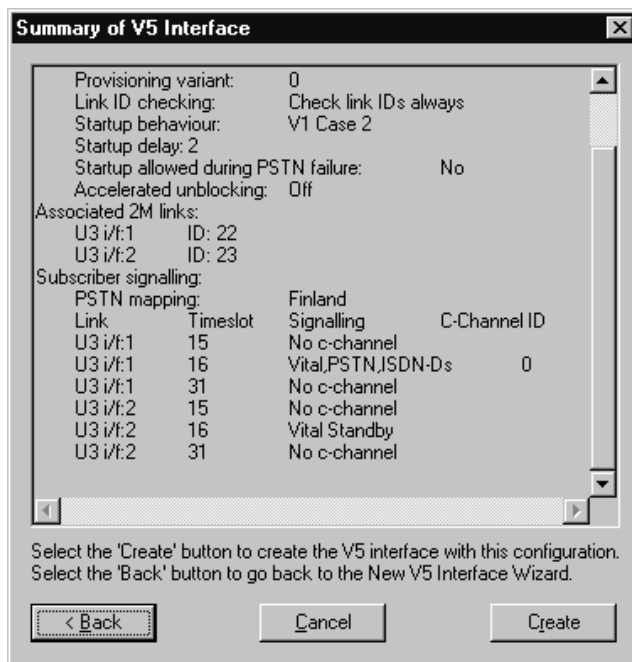 Summary of V5 Interface
Provisioning variant: 0
Link ID checking: Check link IDs always
Startup behaviour: V1 Case 2
Startup delay: 2
Startup allowed during PSTN failure: No
Accelerated unblocking: Off
Associated 2M links:
U3 i/f:1 ID: 22
U3 i/f:2 ID: 23
Subscriber signalling:
PSTN mapping: Finland
Link Timeslot Signalling C-Channel ID
U3 i/f:1 15 No c-channel
U3 i/f:1 16 Vital,PSTN,ISDN-Ds 0
U3 i/f:1 31 No c-channel
U3 i/f:2 15 No c-channel
U3 i/f:2 16 Vital Standby
U3 i/f:2 31 No c-channel
Select the 'Create' button to create the V5 interface with this configuration.
Select the 'Back' button to go back to the New V5 Interface Wizard.
< Back Cancel Create